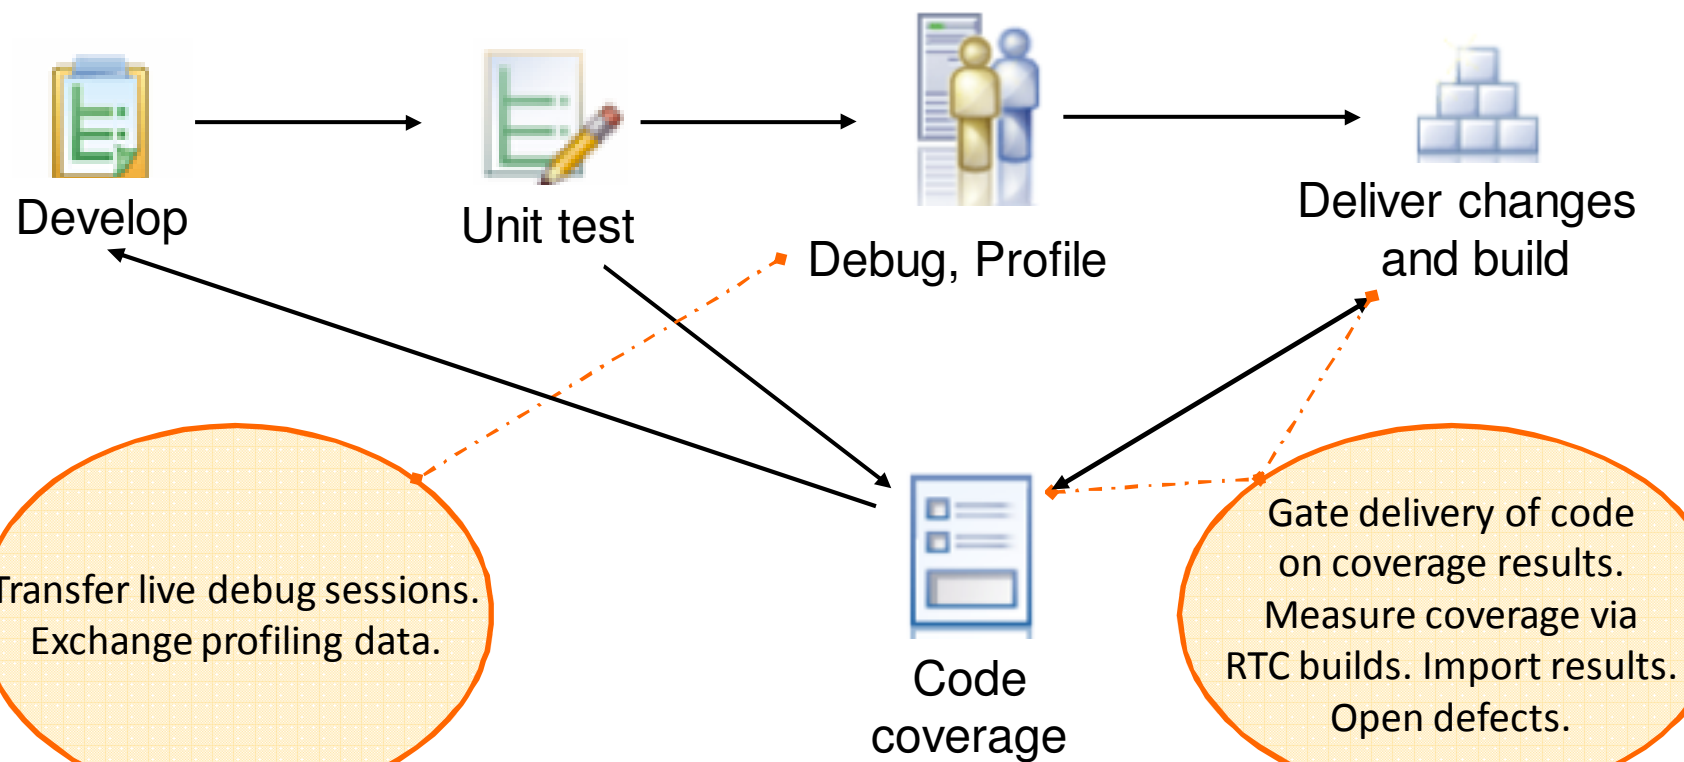 Develop
Unit test
Debug, Profile
Deliver changes
and build
Transfer live debug sessions.
Exchange profiling data.
Code
coverage
Gate delivery of code
on coverage results.
Measure coverage via
RTC builds. Import results.
Open defects.